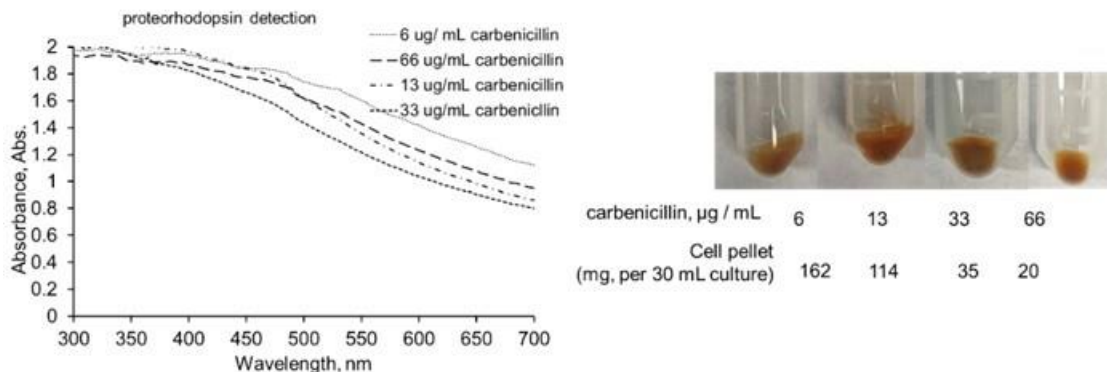 proteorhodopsin detection
6 ug/ mL carbenicillin
66 ug/mL carbenicillin
13 ug/mL carbenicillin
33 ug/mL carbenicllin
2
1.8
1.6
1.4
1.2
1
0.8
0.6
0.4
0.2
0
Absorbance, Abs.
300 350 400 450 500 550 600 650 700
Wavelength, nm
carbenicillin, µg / mL 6 13 33 66
Cell pellet
(mg, per 30 mL culture) 162 114 35 20